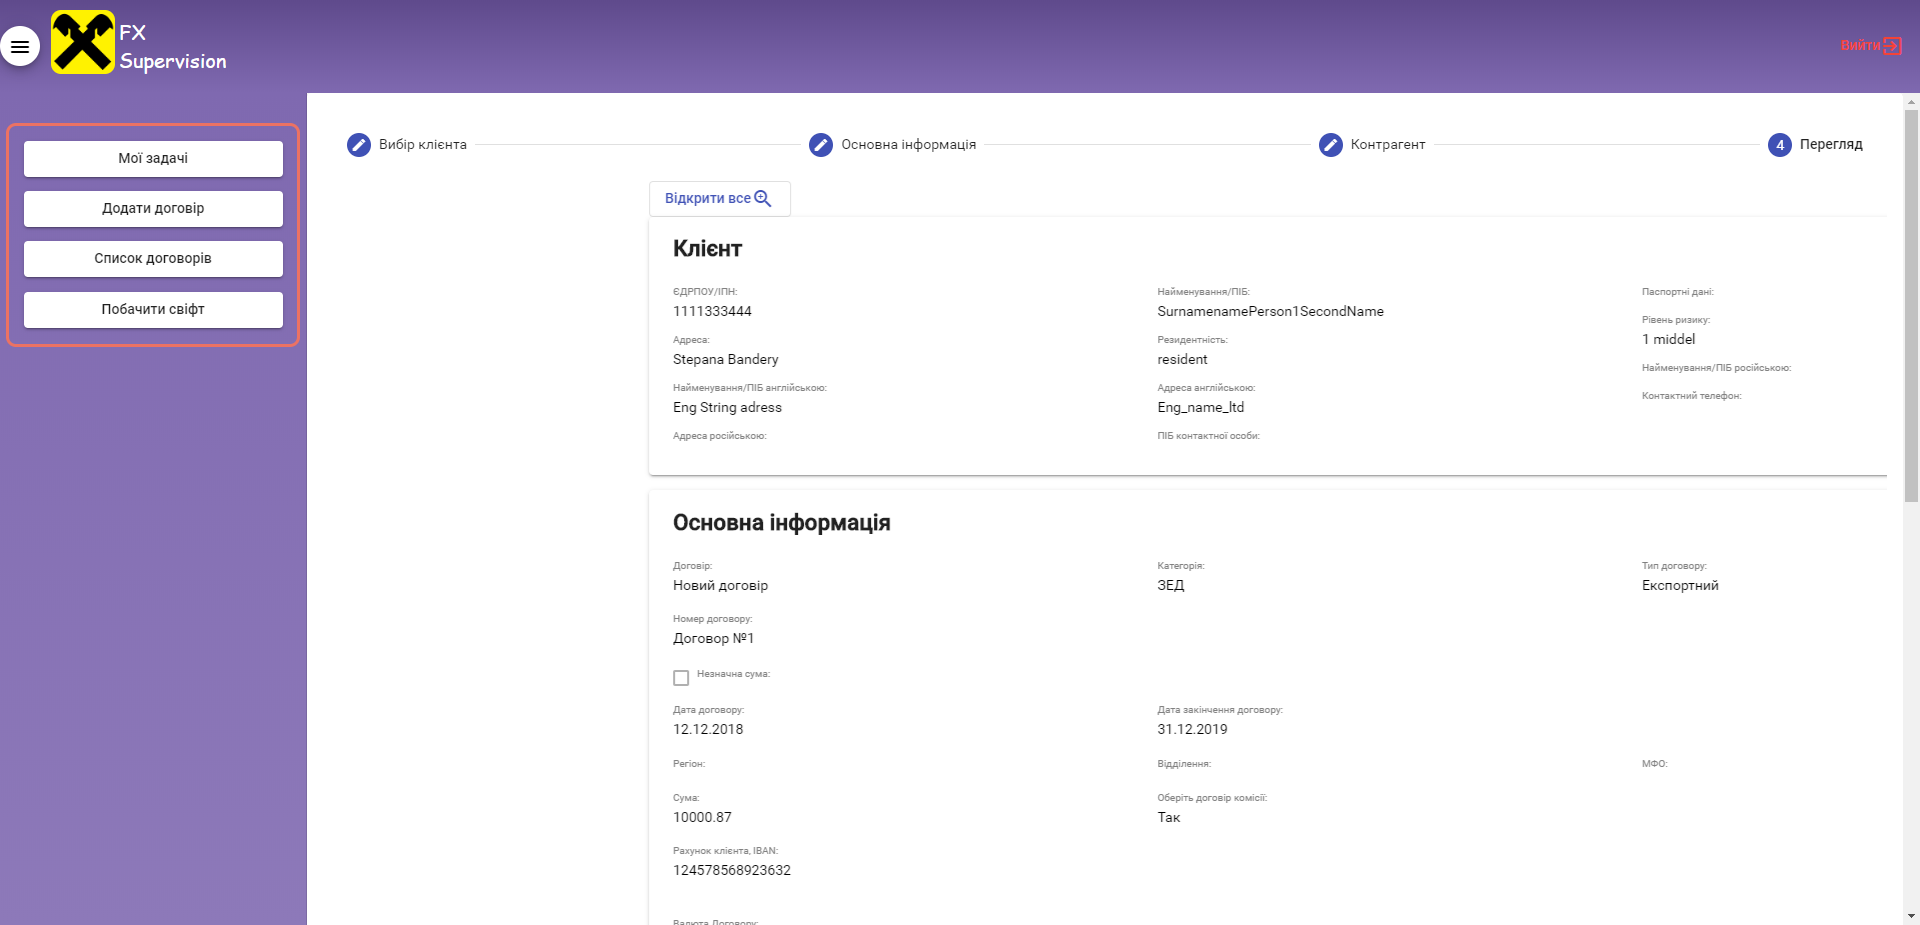 FX
Supervision
Вийти
Мої задачі
Додати договір
Список договорів
Побачити свіфт
Вибір клієнта
Основна інформація
Контрагент
4 Перегляд
Відкрити все
Клієнт
ЄДРПОУ/ІПН:
1111333444
Найменування/ПІБ:
SurnamenamePerson1SecondName
Паспортні дані:
Рівень ризику:
1 middel
Адреса:
Stepana Bandery
Резидентність:
resident
Найменування/ПІБ російською:
Найменування/ПІБ англійською:
Eng String adress
Адреса англійською:
Eng_name_ltd
Контактний телефон:
Адреса російською:
ПІБ контактної особи:
Основна інформація
Договір:
Новий договір
Категорія:
ЗЕД
Тип договору:
Експортний
Номер договору:
Договор №1
Незначна сума:
Дата договору:
12.12.2018
Дата закінчення договору:
31.12.2019
Регіон:
Відділення:
МФО:
Сума:
10000.87
Оберіть договір комісії:
Так
Рахунок клієнта, IBAN:
124578568923632
Валюта Договору: